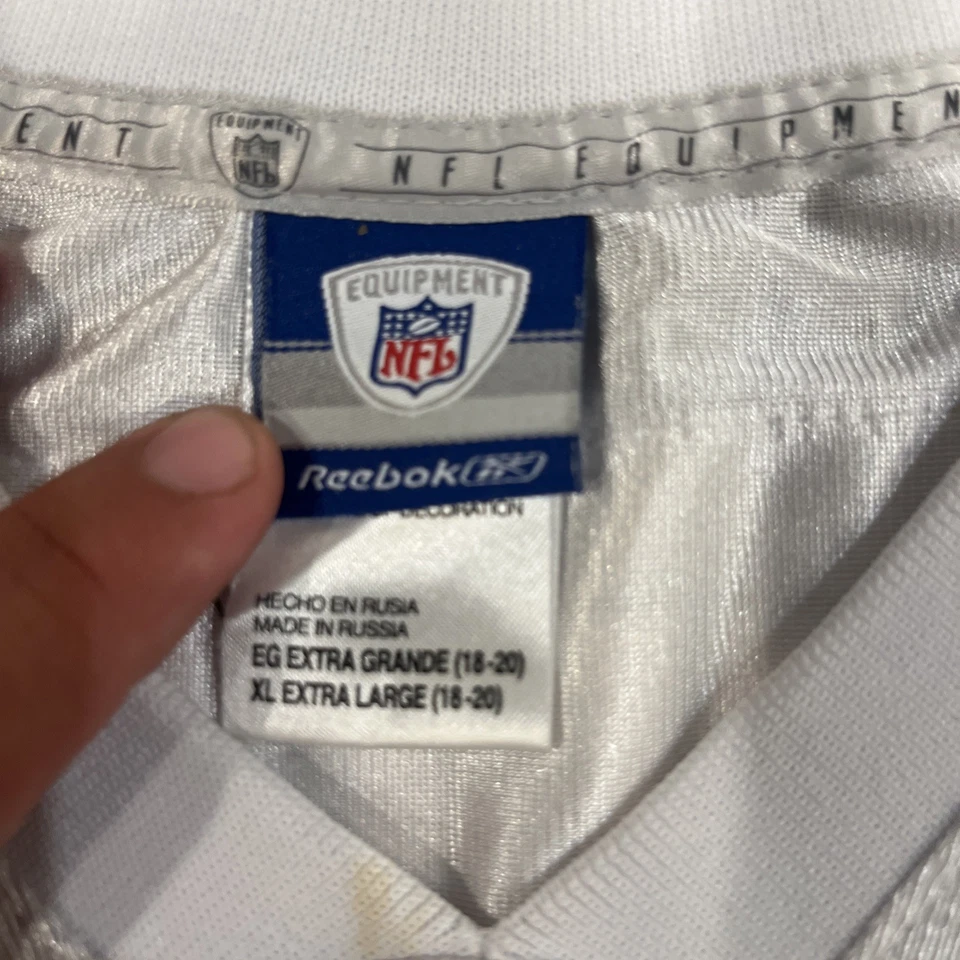 ENT
EQUIPMENT
NFL
NFL EQUIPMEN
EQUIPMENT
NFL
Reebok
DECORATION
HECHO EN RUSIA
MADE IN RUSSIA
EG EXTRA GRANDE (18-20)
XL EXTRA LARGE (18-20)